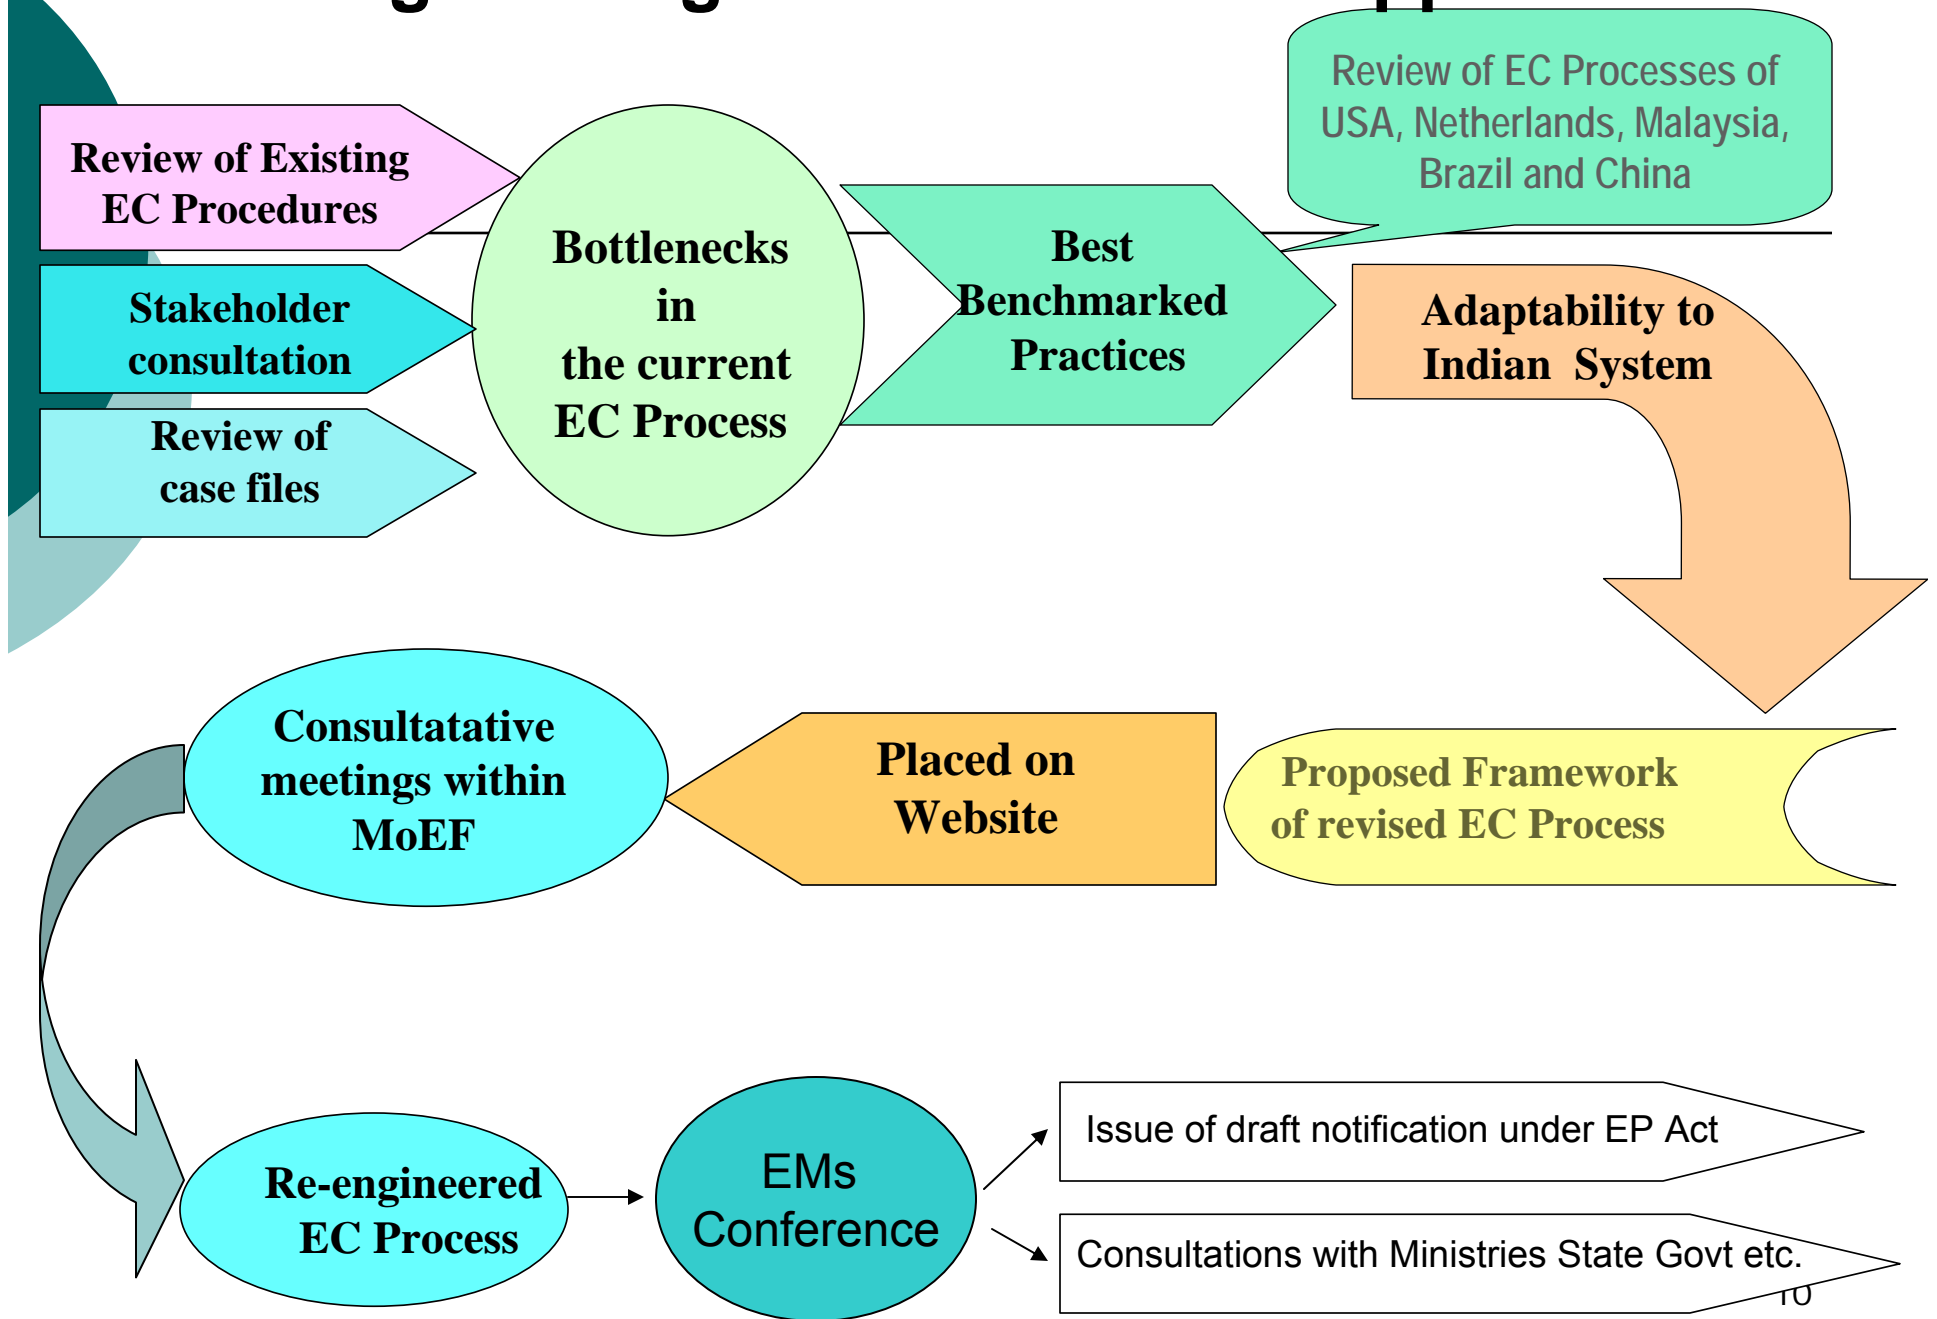 Review of EC Processes of
USA, Netherlands, Malaysia,
Brazil and China
Review of Existing
EC Procedures
Stakeholder
consultation
Review of
case files
Bottlenecks
in
the current
EC Process
Best
Benchmarked
Practices
Adaptability to
Indian System
Proposed Framework
of revised EC Process
Placed on
Website
Consultatative
meetings within
MoEF
Re-engineered
EC Process
EMs
Conference
Issue of draft notification under EP Act
Consultations with Ministries State Govt etc.
10